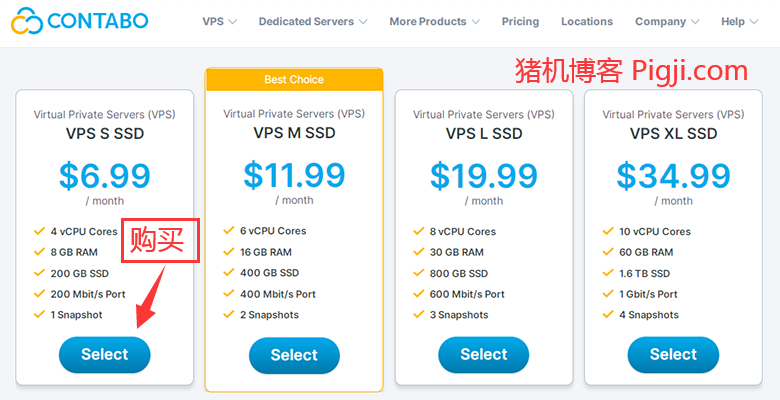 CONTABO
VPS Dedicated Servers More Products Pricing Locations Company Help
猪机博客 Pigji.com
Virtual Private Servers (VPS)
VPS S SSD
$6.99
/ month
4 vCPU Cores
8 GB RAM
200 GB SSD
200 Mbit/s Port
1 Snapshot
购买
Select
Best Choice
Virtual Private Servers (VPS)
VPS M SSD
$11.99
/ month
6 vCPU Cores
16 GB RAM
400 GB SSD
400 Mbit/s Port
2 Snapshots
Select
Virtual Private Servers (VPS)
VPS L SSD
$19.99
/ month
8 vCPU Cores
30 GB RAM
800 GB SSD
600 Mbit/s Port
3 Snapshots
Select
Virtual Private Servers (VPS)
VPS XL SSD
$34.99
/ month
10 vCPU Cores
60 GB RAM
1.6 TB SSD
1 Gbit/s Port
4 Snapshots
Select